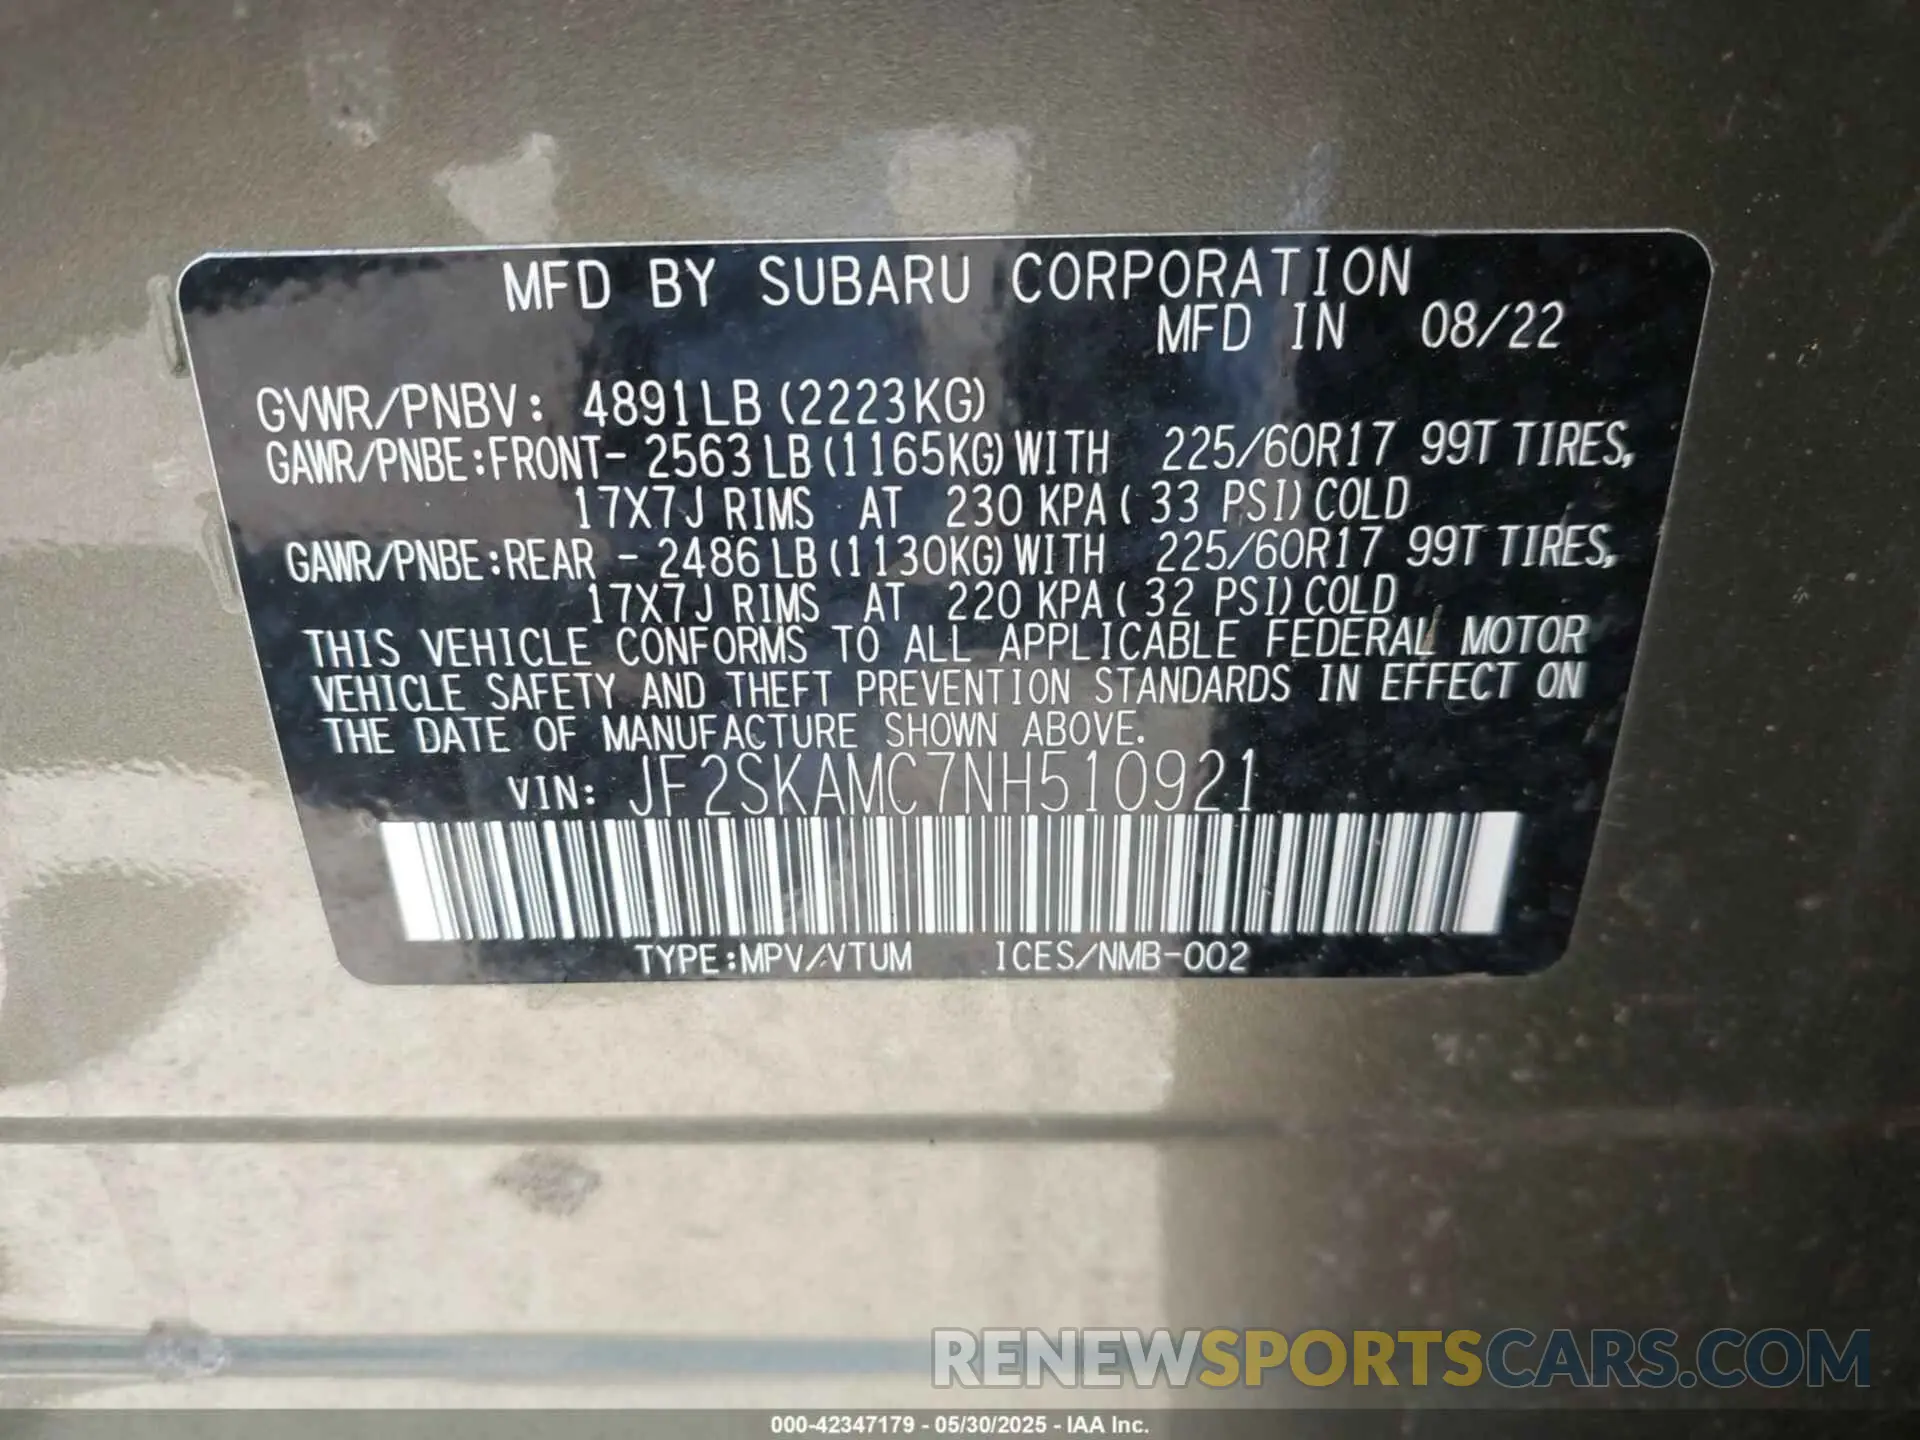 MFD BY SUBARU CORPORATION
MFD IN 08/22
GVWR/PNBV: 4891LB (2223KG)
GAWR/PNBE:FRONT- 2563LB (1165KG) WITH 225/60R17 99T TIRES,
17X7J RIMS AT 230 KPA ( 33 PSI) COLD
GAWR/PNBE:REAR - 2486LB (1130KG) WITH 225/60R17 99T TIRES,
17X7J RIMS AT 220 KPA ( 32 PSI) COLD
THIS VEHICLE CONFORMS TO ALL APPLICABLE FEDERAL MOTOR
VEHICLE SAFETY AND THEFT PREVENTION STANDARDS IN EFFECT ON
THE DATE OF MANUFACTURE SHOWN ABOVE.
VIN: JF2SKAMC7NH510921
TYPE:MPV/VTUM ICES/NMB-002
RENEWSPORTSCARS.COM
000-42347179 - 05/30/2025 - IAA Inc.